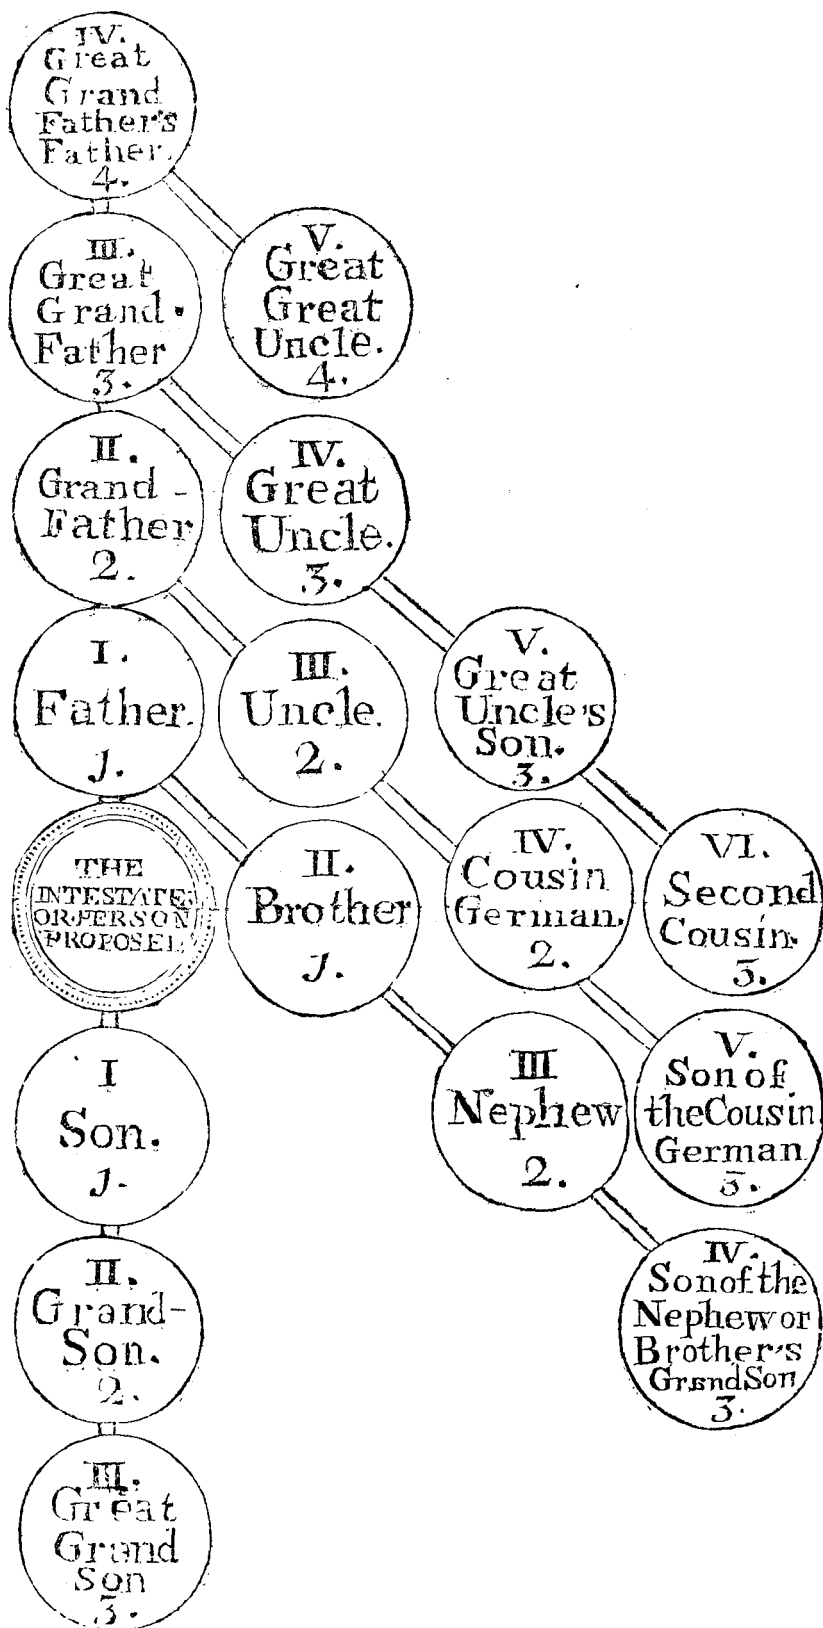 IV.
Great
Grand
Father's
Father.
4.
III.
Great
Grand
Father
3.
V.
Great
Great
Uncle.
4.
II.
Grand-
Father
2.
IV.
Great
Uncle.
3.
I.
Father.
1.
III.
Uncle.
2.
V.
Great
Uncle's
Son.
3.
THE
INTESTATE
OR PERSON
PROPOSED
II.
Brother
1.
IV.
Cousin
German.
2.
VI.
Second
Cousin.
3.
I
Son.
1.
III
Nephew
2.
V.
Son of
the Cousin
German
3.
II.
Grand-
Son.
2.
IV.
Son of the
Nephew or
Brother's
Grand Son
3.
III.
Great
Grand
Son
3.